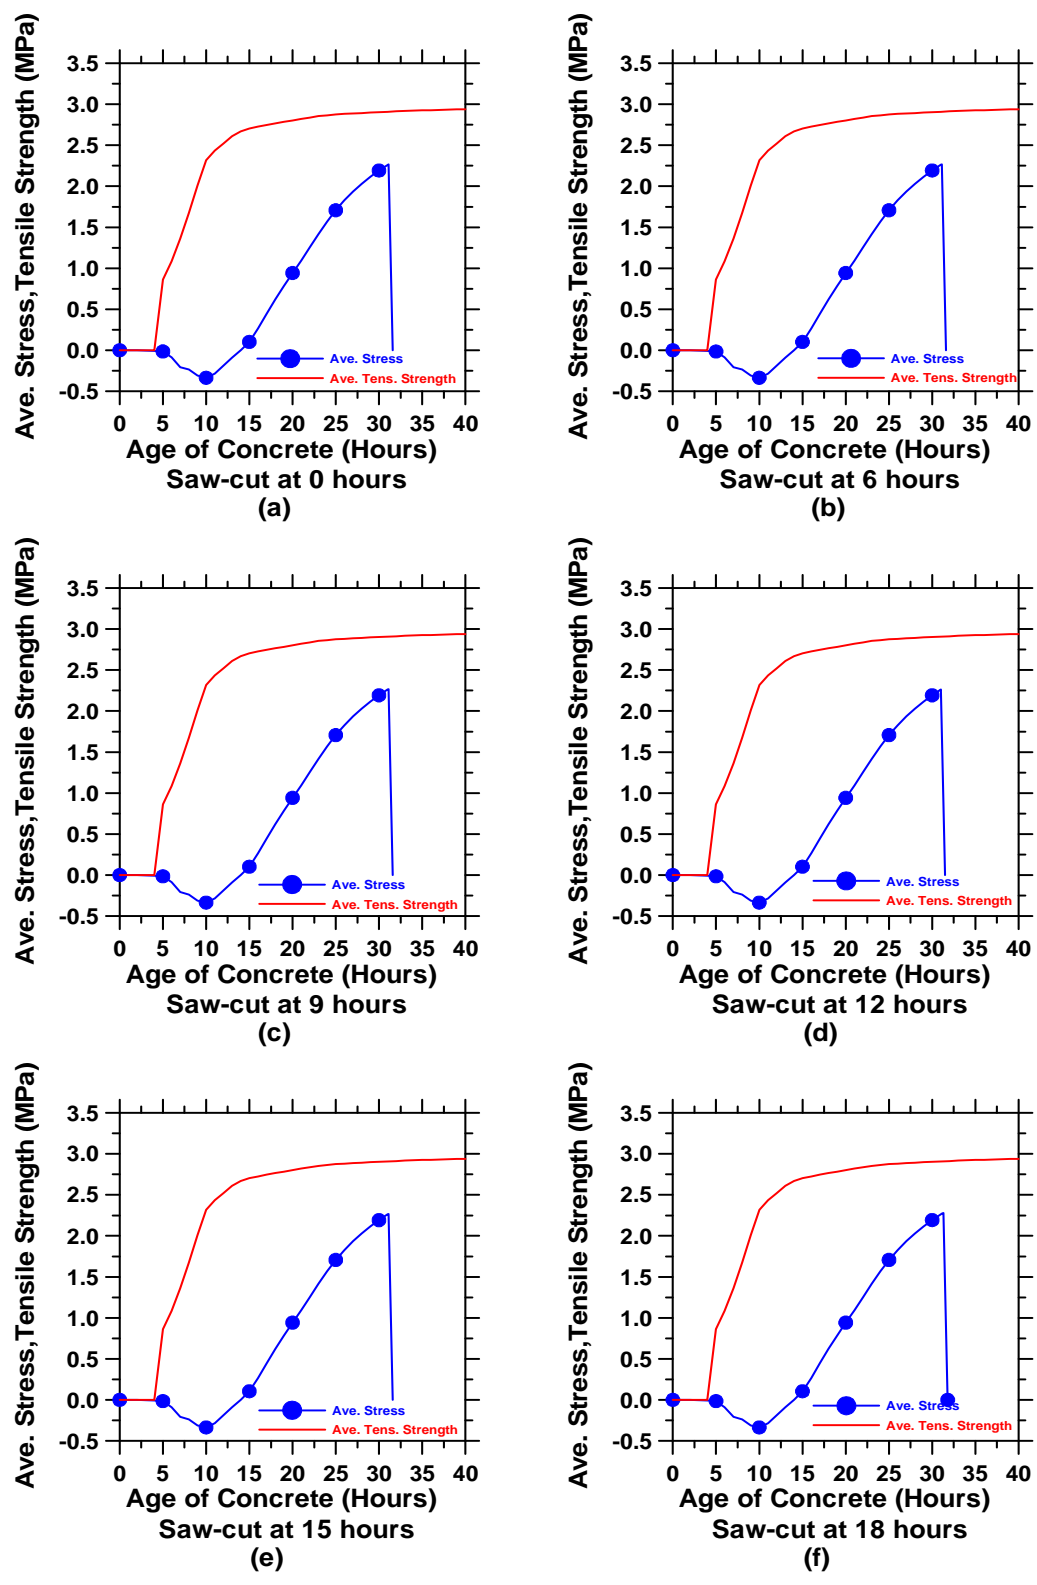 Ave. Stress,Tensile Strength (MPa)
3.5
3.0
2.5
2.0
1.5
1.0
0.5
0.0
-0.5
Ave. Stress
Ave. Tens. Strength
0 5 10 15 20 25 30 35 40
Age of Concrete (Hours)
Saw-cut at 0 hours
(a)
Ave. Stress,Tensile Strength (MPa)
3.5
3.0
2.5
2.0
1.5
1.0
0.5
0.0
-0.5
Ave. Stress
Ave. Tens. Strength
0 5 10 15 20 25 30 35 40
Age of Concrete (Hours)
Saw-cut at 6 hours
(b)
Ave. Stress,Tensile Strength (MPa)
3.5
3.0
2.5
2.0
1.5
1.0
0.5
0.0
-0.5
Ave. Stress
Ave. Tens. Strength
0 5 10 15 20 25 30 35 40
Age of Concrete (Hours)
Saw-cut at 9 hours
(c)
Ave. Stress,Tensile Strength (MPa)
3.5
3.0
2.5
2.0
1.5
1.0
0.5
0.0
-0.5
Ave. Stress
Ave. Tens. Strength
0 5 10 15 20 25 30 35 40
Age of Concrete (Hours)
Saw-cut at 12 hours
(d)
Ave. Stress,Tensile Strength (MPa)
3.5
3.0
2.5
2.0
1.5
1.0
0.5
0.0
-0.5
Ave. Stress
Ave. Tens. Strength
0 5 10 15 20 25 30 35 40
Age of Concrete (Hours)
Saw-cut at 15 hours
(e)
Ave. Stress,Tensile Strength (MPa)
3.5
3.0
2.5
2.0
1.5
1.0
0.5
0.0
-0.5
Ave. Stress
Ave. Tens. Strength
0 5 10 15 20 25 30 35 40
Age of Concrete (Hours)
Saw-cut at 18 hours
(f)